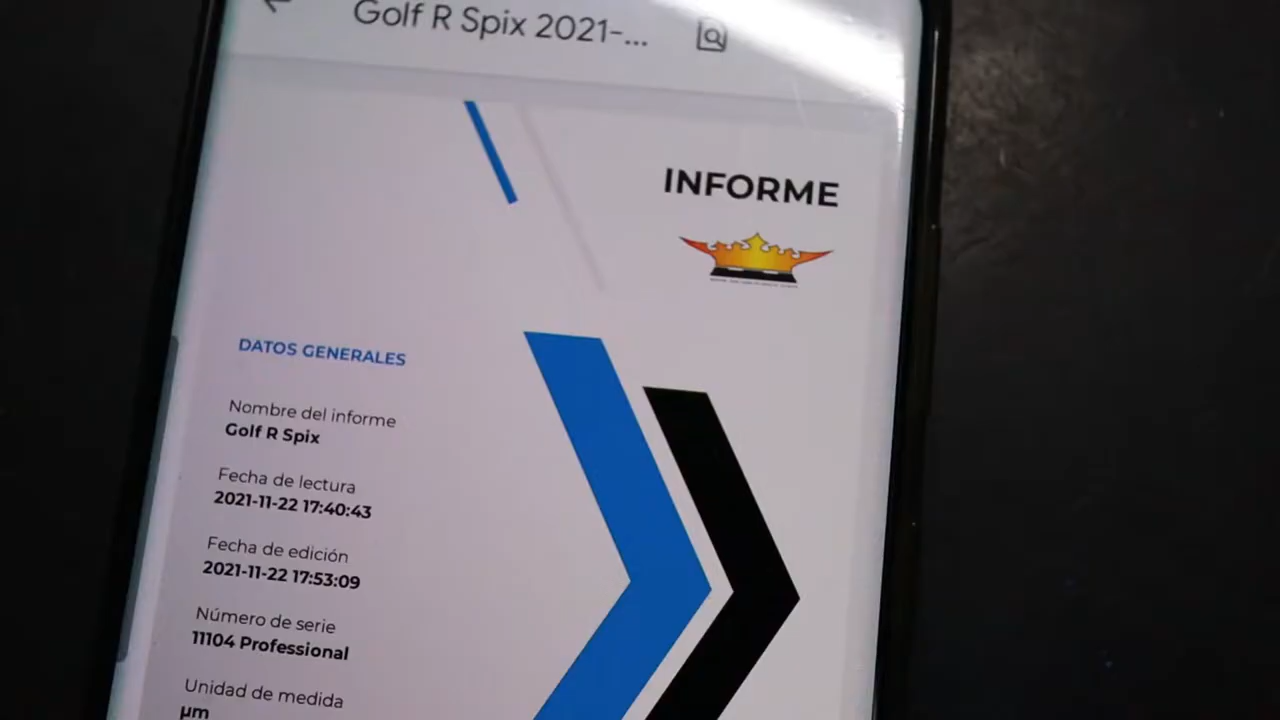 Golf R Spix 2021-...
INFORME
DATOS GENERALES
Nombre del informe
Golf R Spix
Fecha de lectura
2021-11-22 17:40:43
Fecha de edición
2021-11-22 17:53:09
Número de serie
11104 Professional
Unidad de medida
µm